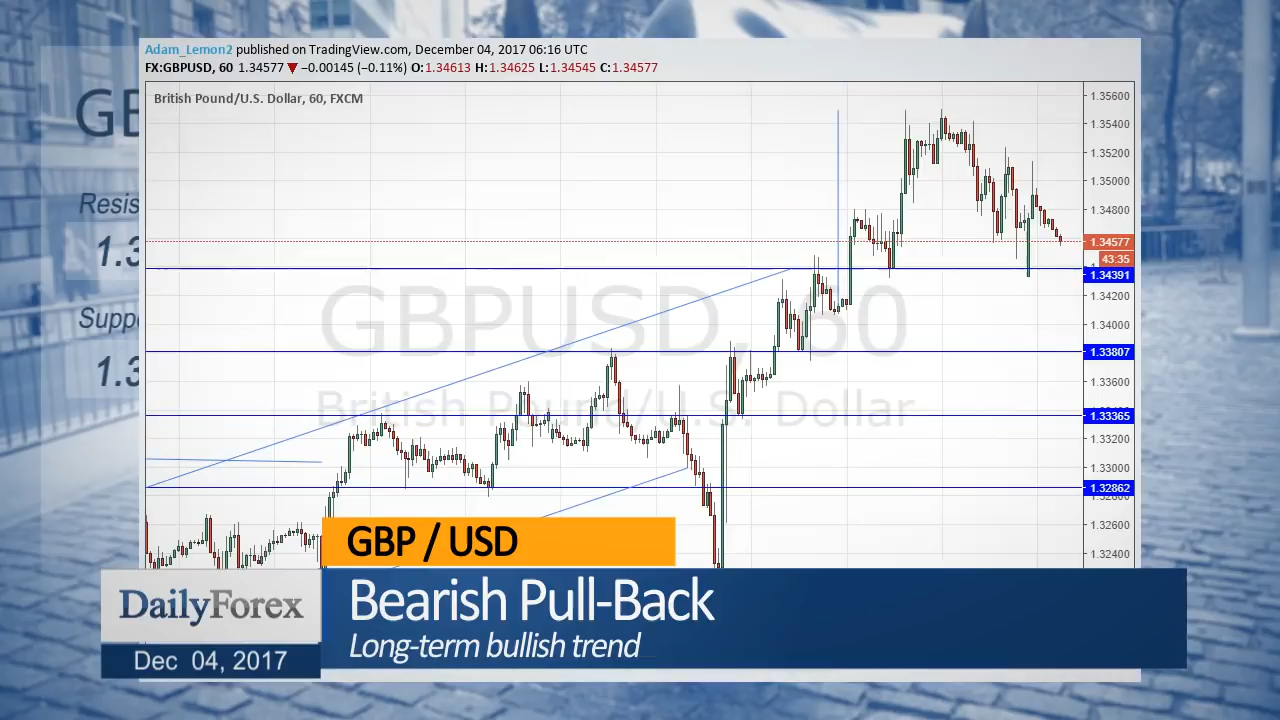 Adam_Lemon2 published on TradingView.com, December 04, 2017 06:16 UTC
FX:GBPUSD, 60 1.34577 ▼ −0.00145 (−0.11%) O:1.34613 H:1.34625 L:1.34545 C:1.34577
British Pound/U.S. Dollar, 60, FXCM
GB
Resis
1.3
Suppo
1.3
GBPUSD, 60
British Pound/U.S. Dollar
1.35600
1.35400
1.35200
1.35000
1.34800
1.34577
43:35
1.34391
1.34200
1.34000
1.33807
1.33600
1.33365
1.33200
1.33000
1.32862
1.32800
1.32600
1.32400
GBP / USD
DailyForex
Bearish Pull-Back
Long-term bullish trend
Dec 04, 2017